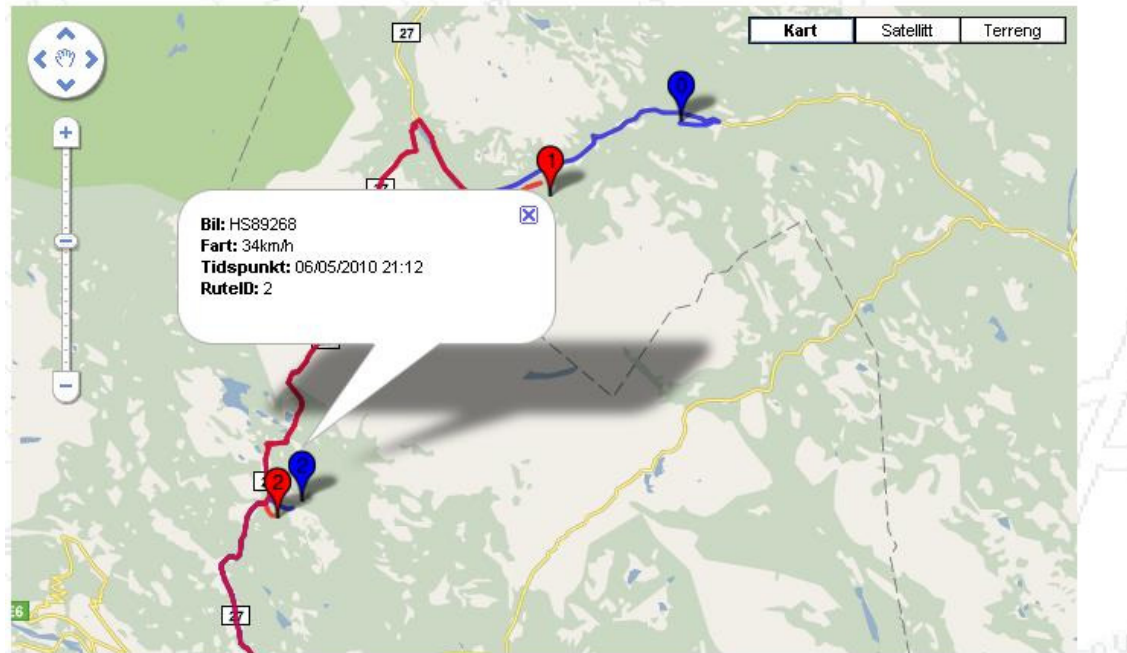 27
Kart Satellitt Terreng
0
1
27
Bil: HS89268
Fart: 34km/h
Tidspunkt: 06/05/2010 21:12
RuteID: 2
2
2
E6
27